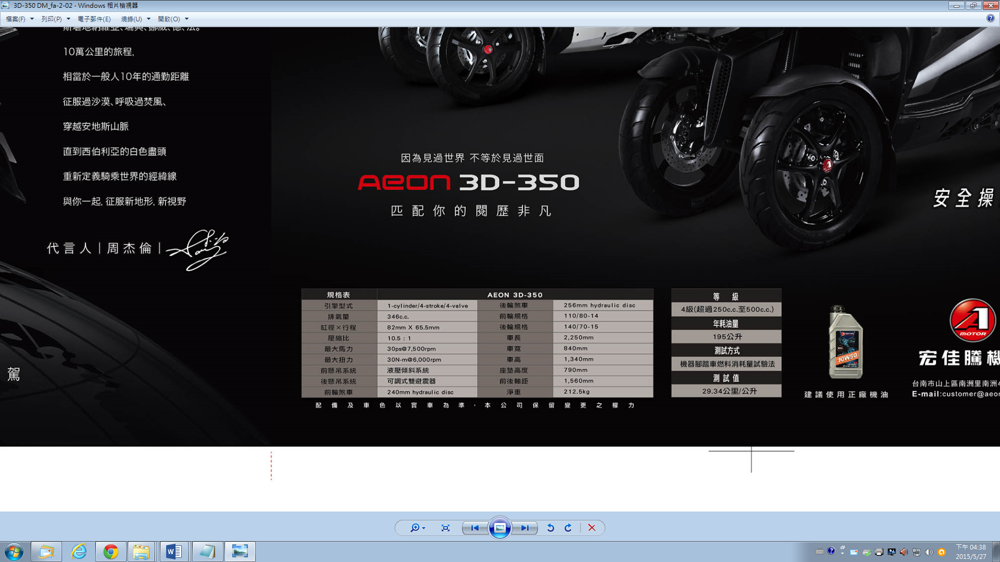 3D-350 DM_fa-2-02 - Windows 相片檢視器
檔案(F) 列印(P) 電子郵件(E) 燒錄(U) 開啟(O)
斯堪地納維亞、瑞典、挪威、德、法。
10萬公里的旅程,
相當於一般人10年的通勤距離
征服過沙漠、呼吸過焚風、
穿越安地斯山脈
直到西伯利亞的白色盡頭
重新定義騎乘世界的經緯線
與你一起, 征服新地形, 新視野
代言人|周杰倫|
駕
因為見過世界 不等於見過世面
AEON 3D-350
匹配你的閱歷非凡
安全操
規格表 AEON 3D-350
引擎型式 1-cylinder/4-stroke/4-valve 後輪煞車 256mm hydraulic disc
排氣量 346c.c. 前輪規格 110/80-14
缸徑×行程 82mm X 65.5mm 後輪規格 140/70-15
壓縮比 10.5 : 1 車長 2,250mm
最大馬力 30ps@7,500rpm 車寬 840mm
最大扭力 30N-m@6,000rpm 車高 1,340mm
前懸吊系統 液壓傾斜系統 座墊高度 790mm
後懸吊系統 可調式雙避震器 前後軸距 1,560mm
前輪煞車 240mm hydraulic disc 淨重 212.5kg
配備及車色以實車為準，本公司保留變更之權力
等 級
4級(超過250c.c.至500c.c.)
年耗油量
195公升
測試方式
機器腳踏車燃料消耗量試驗法
測試值
29.34公里/公升
10W50
建議使用正廠機油
MOTOR
宏佳騰機
台南市山上區南洲里南洲4
E-mail:customer@aeon
下午 04:38
2015/5/27